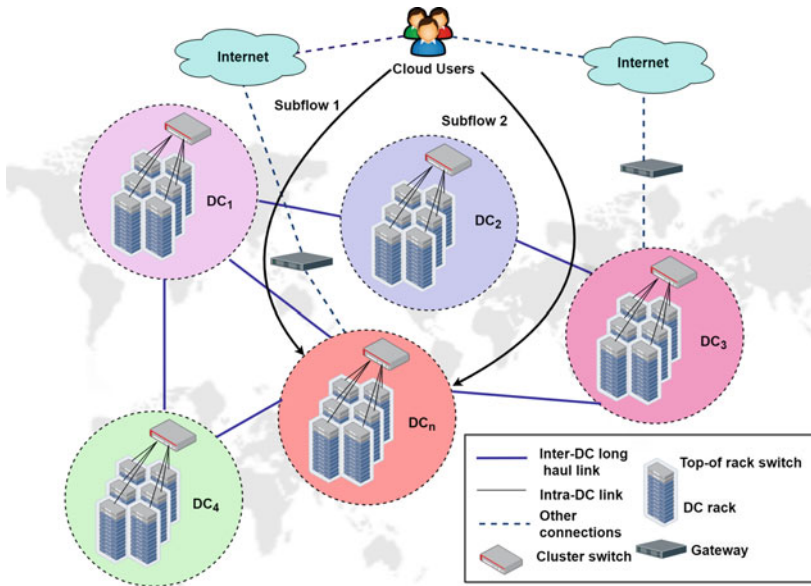 Internet
Cloud Users
Internet
Subflow 1
Subflow 2
DC1
DC2
DC3
DCn
DC4
Inter-DC long
haul link
Intra-DC link
Other
connections
Cluster switch
Top-of rack switch
DC rack
Gateway